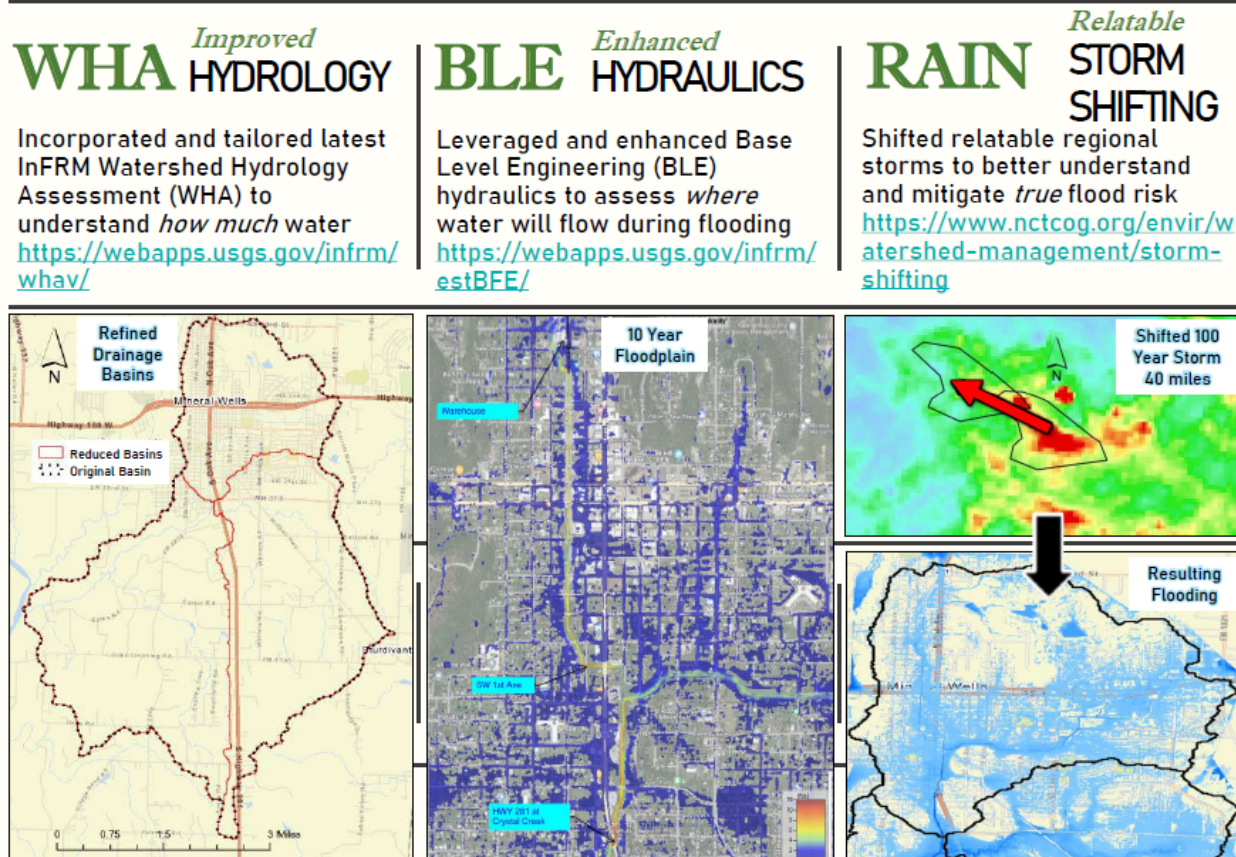 WHA
Improved
HYDROLOGY
Incorporated and tailored latest
InFRM Watershed Hydrology
Assessment (WHA) to
understand how much water
https://webapps.usgs.gov/infrm/
whav/
BLE
Enhanced
HYDRAULICS
Leveraged and enhanced Base
Level Engineering (BLE)
hydraulics to assess where
water will flow during flooding
https://webapps.usgs.gov/infrm/
estBFE/
RAIN
Relatable
STORM
SHIFTING
Shifted relatable regional
storms to better understand
and mitigate true flood risk
https://www.nctcog.org/envir/w
atershed-management/storm-
shifting
Refined
Drainage
Basins
N
Mineral Wells
Highway
Reduced Basins
Original Basin
Sturdivant
0 0.75 1.5 3 Miles
10 Year
Floodplain
Warehouse
SW 1st Ave
HWY 281 at
Crystal Creek
Shifted 100
Year Storm
40 miles
N
Resulting
Flooding
Wells